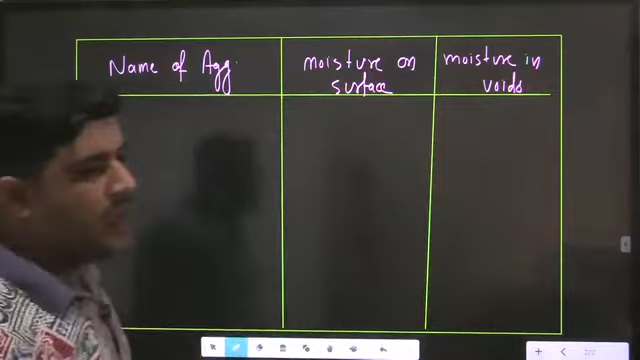 Name of Agg.
moisture on
surface
moisture in
voids